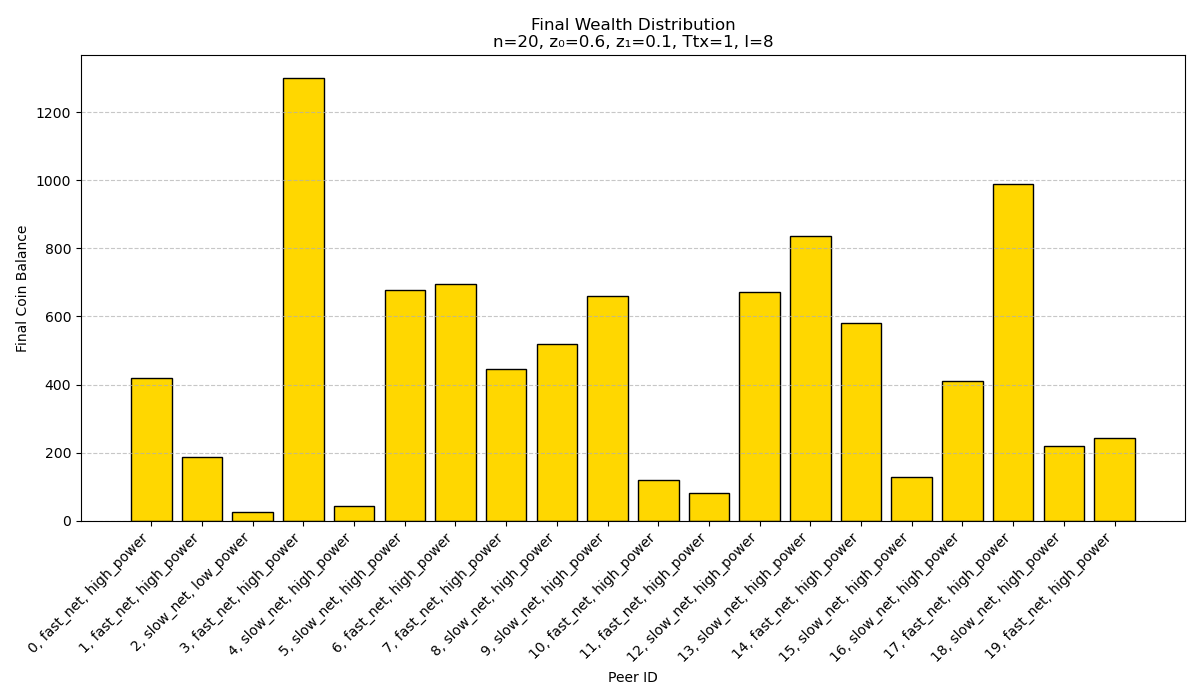 Final Wealth Distribution
n=20, z₀=0.6, z₁=0.1, Ttx=1, I=8
Final Coin Balance
1200
1000
800
600
400
200
0
0, fast_net, high_power
1, fast_net, high_power
2, slow_net, low_power
3, fast_net, high_power
4, slow_net, high_power
5, slow_net, high_power
6, fast_net, high_power
7, fast_net, high_power
8, slow_net, high_power
9, slow_net, high_power
10, fast_net, high_power
11, fast_net, high_power
12, slow_net, high_power
13, slow_net, high_power
14, fast_net, high_power
15, slow_net, high_power
16, slow_net, high_power
17, fast_net, high_power
18, slow_net, high_power
19, fast_net, high_power
Peer ID